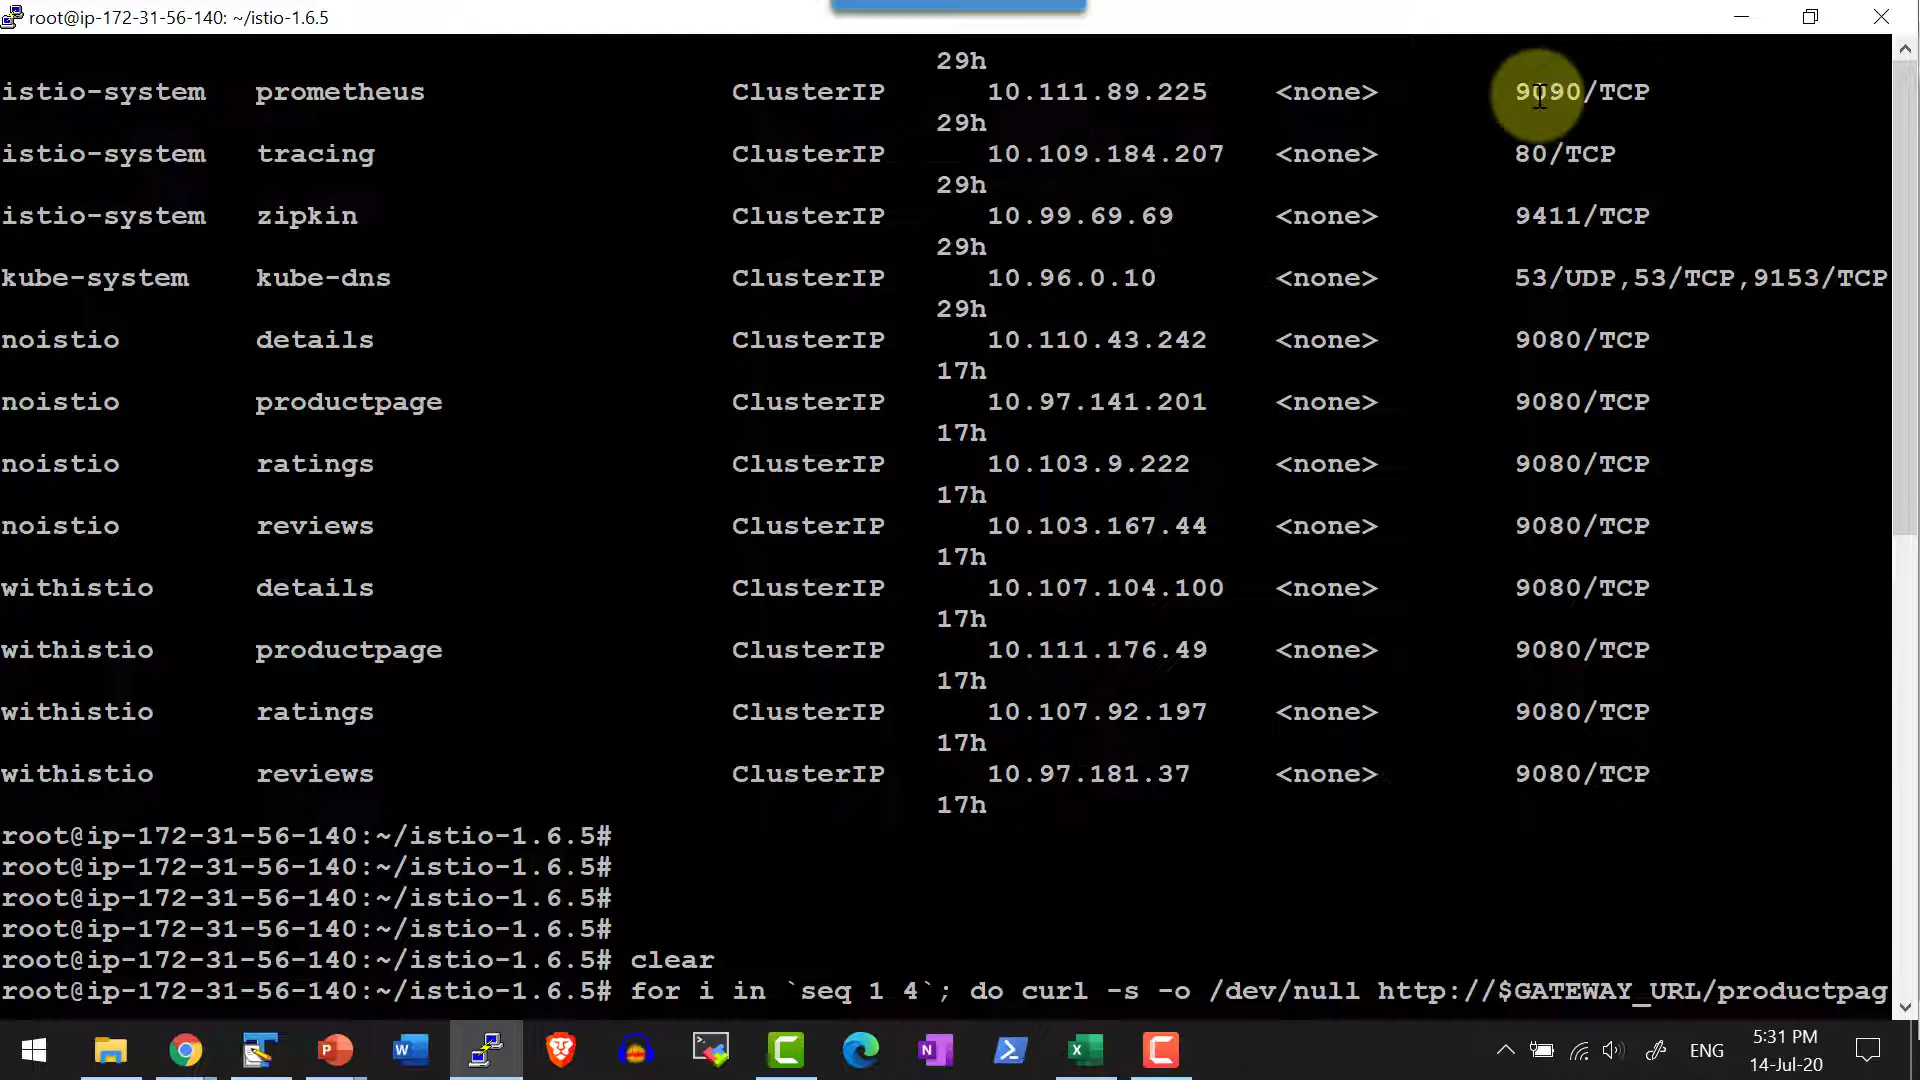 root@ip-172-31-56-140: ~/istio-1.6.5
29h
istio-system prometheus ClusterIP 10.111.89.225 <none> 9090/TCP
29h
istio-system tracing ClusterIP 10.109.184.207 <none> 80/TCP
29h
istio-system zipkin ClusterIP 10.99.69.69 <none> 9411/TCP
29h
kube-system kube-dns ClusterIP 10.96.0.10 <none> 53/UDP,53/TCP,9153/TCP
29h
noistio details ClusterIP 10.110.43.242 <none> 9080/TCP
17h
noistio productpage ClusterIP 10.97.141.201 <none> 9080/TCP
17h
noistio ratings ClusterIP 10.103.9.222 <none> 9080/TCP
17h
noistio reviews ClusterIP 10.103.167.44 <none> 9080/TCP
17h
withistio details ClusterIP 10.107.104.100 <none> 9080/TCP
17h
withistio productpage ClusterIP 10.111.176.49 <none> 9080/TCP
17h
withistio ratings ClusterIP 10.107.92.197 <none> 9080/TCP
17h
withistio reviews ClusterIP 10.97.181.37 <none> 9080/TCP
17h
root@ip-172-31-56-140:~/istio-1.6.5#
root@ip-172-31-56-140:~/istio-1.6.5#
root@ip-172-31-56-140:~/istio-1.6.5#
root@ip-172-31-56-140:~/istio-1.6.5#
root@ip-172-31-56-140:~/istio-1.6.5# clear
root@ip-172-31-56-140:~/istio-1.6.5# for i in `seq 1 4`; do curl -s -o /dev/null http://$GATEWAY_URL/productpag
ENG
5:31 PM
14-Jul-20